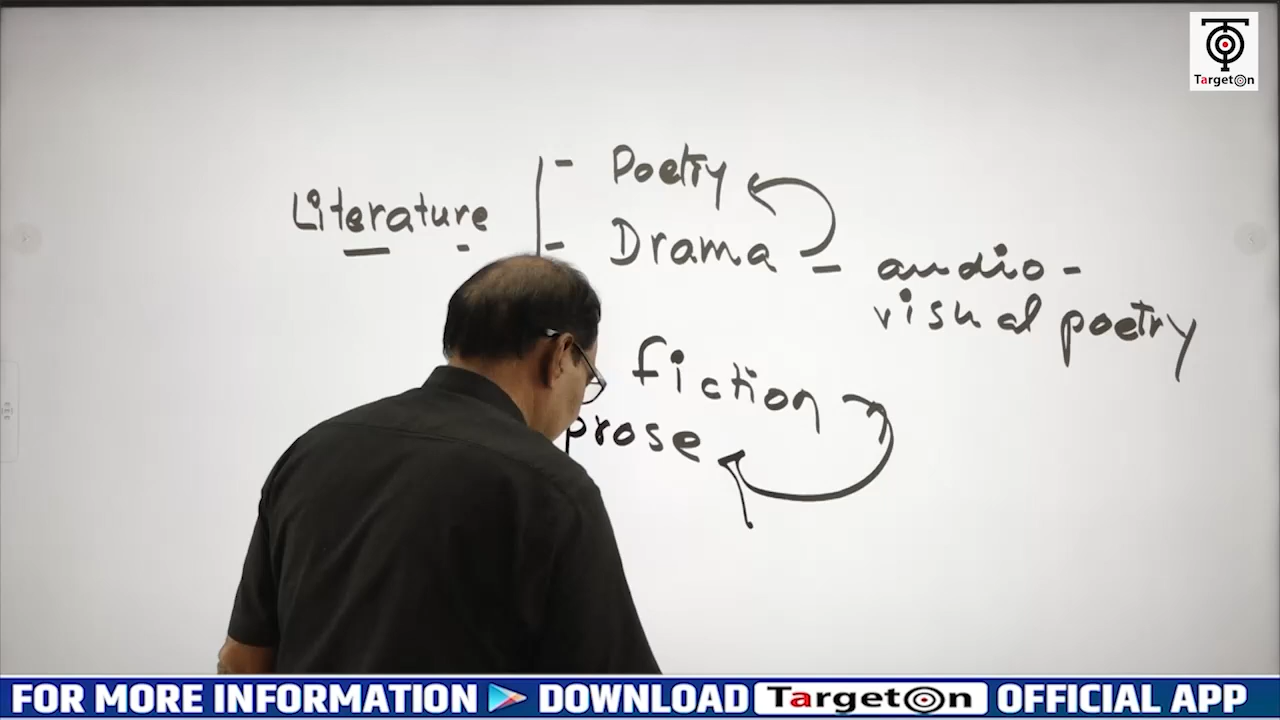 TargetOn
Poetry
Literature
Drama - audio -
visual poetry
fiction
prose
FOR MORE INFORMATION DOWNLOAD TargetOn OFFICIAL APP